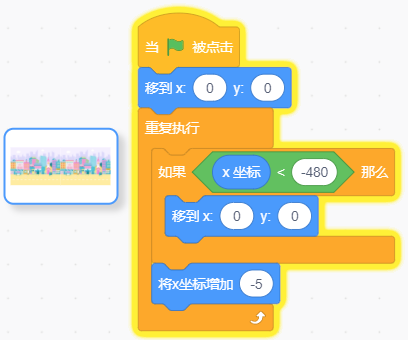 当 被点击
移到 x: 0 y: 0
重复执行
如果 x 坐标 < -480 那么
移到 x: 0 y: 0
将x坐标增加 -5